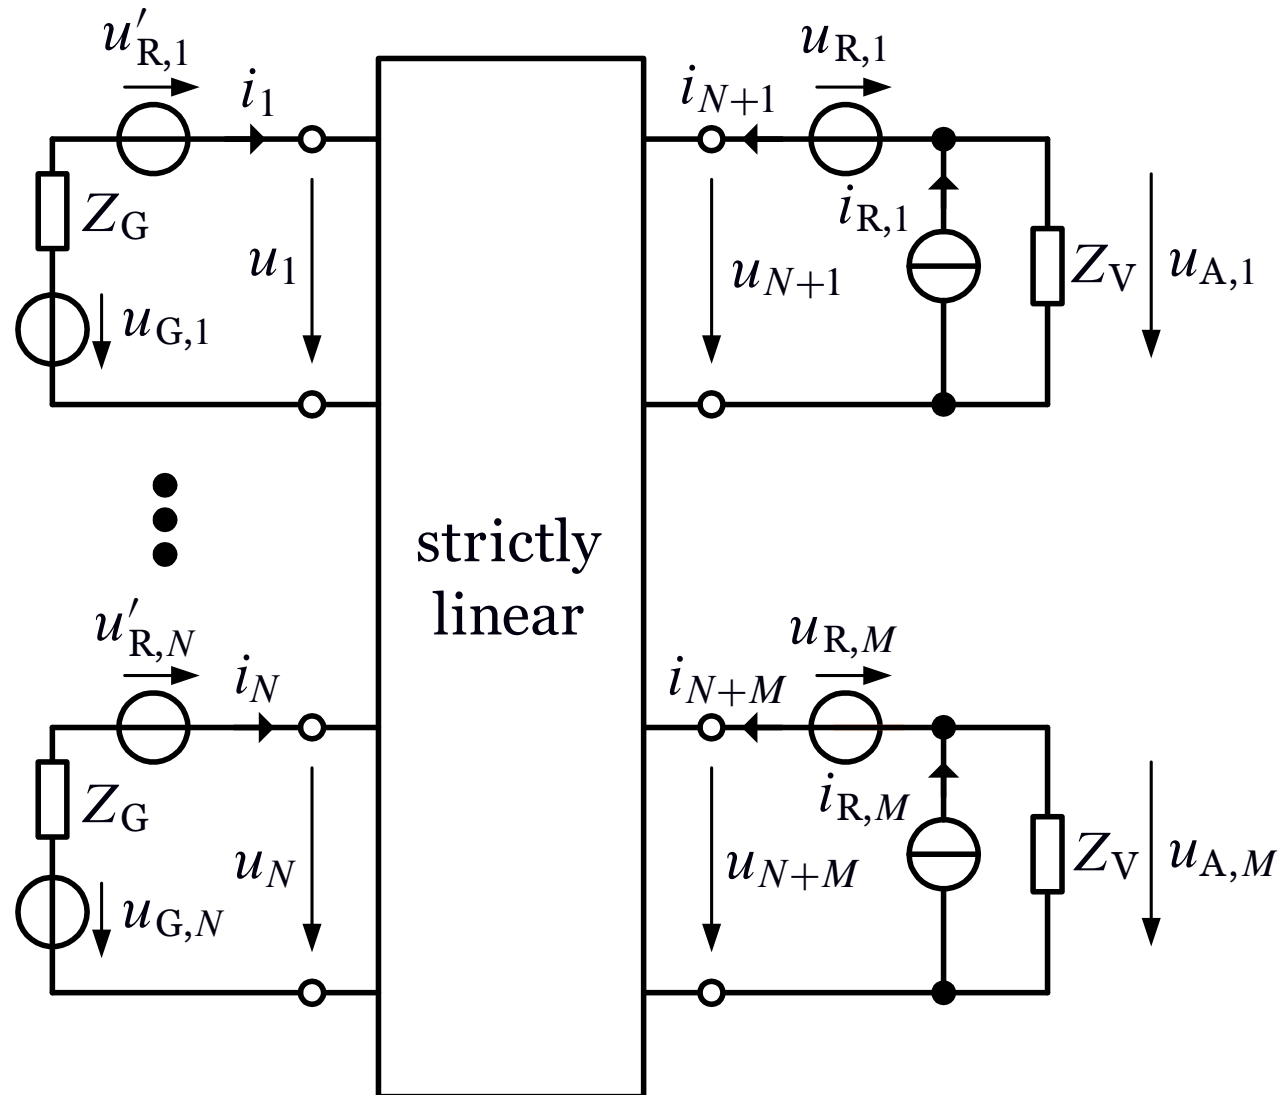 u′R,1
i1
iN+1
uR,1
ZG
u1
uG,1
uN+1
iR,1
ZV
uA,1
strictly
linear
u′R,N
iN
iN+M
uR,M
ZG
uN
uG,N
uN+M
iR,M
ZV
uA,M